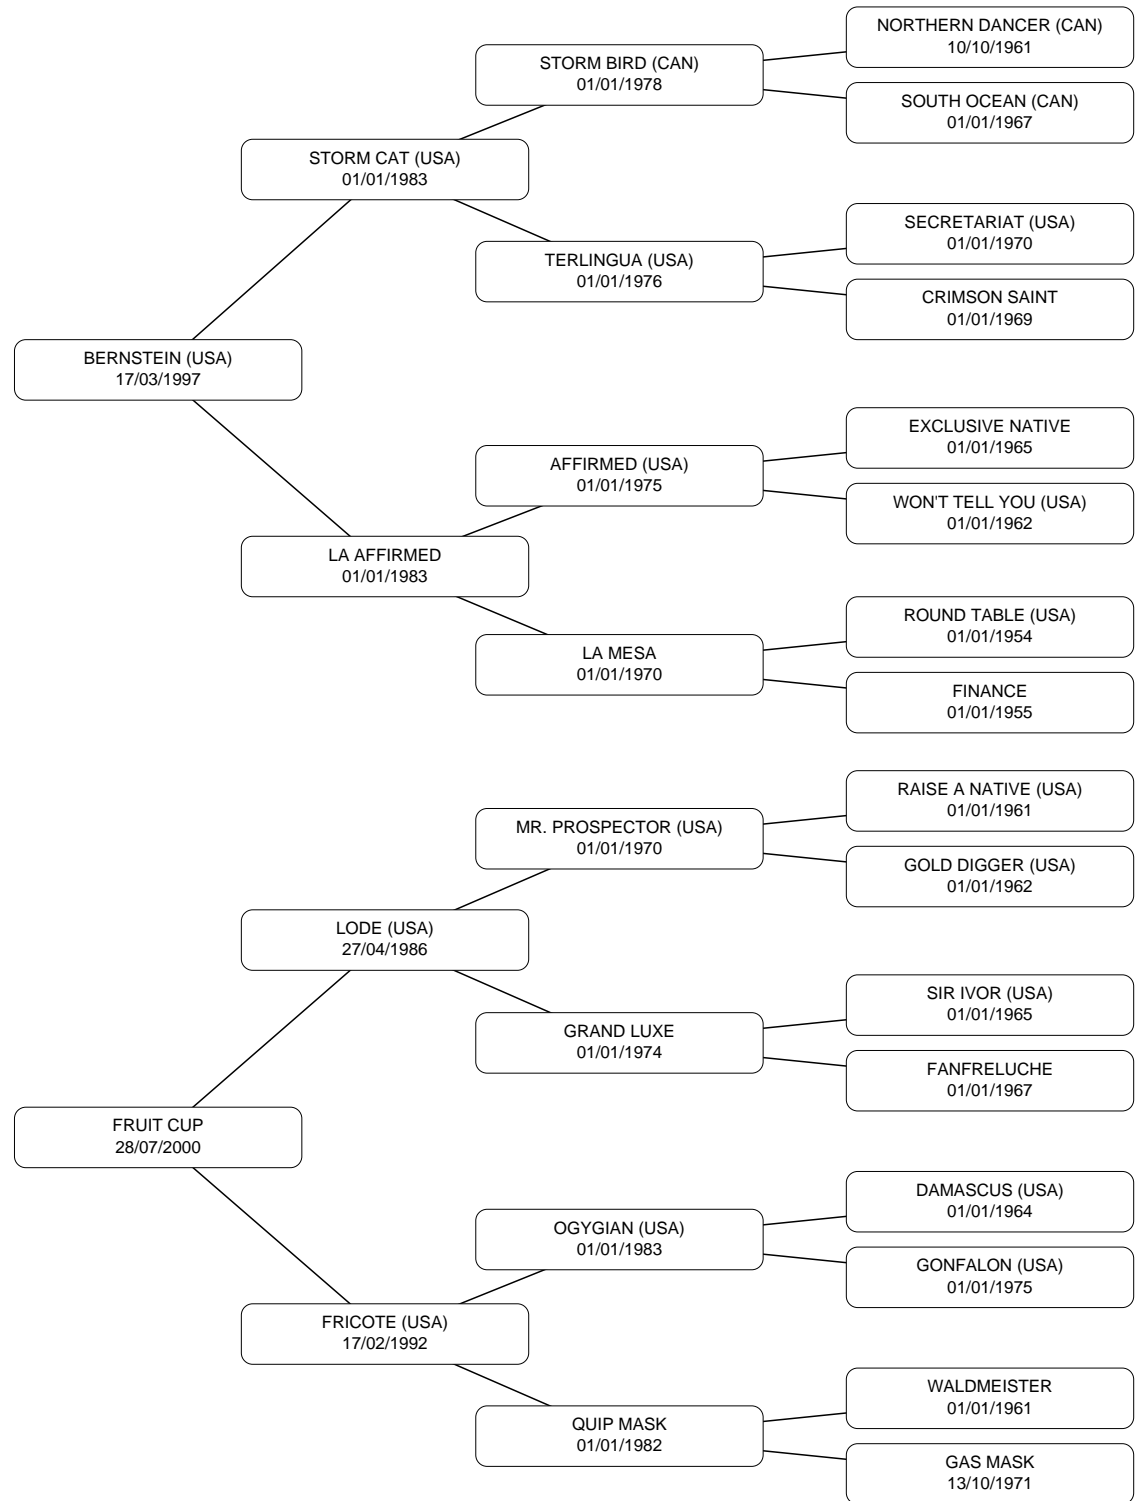 NORTHERN DANCER (CAN)
10/10/1961
STORM BIRD (CAN)
01/01/1978
SOUTH OCEAN (CAN)
01/01/1967
STORM CAT (USA)
01/01/1983
SECRETARIAT (USA)
01/01/1970
TERLINGUA (USA)
01/01/1976
CRIMSON SAINT
01/01/1969
BERNSTEIN (USA)
17/03/1997
EXCLUSIVE NATIVE
01/01/1965
AFFIRMED (USA)
01/01/1975
WON'T TELL YOU (USA)
01/01/1962
LA AFFIRMED
01/01/1983
ROUND TABLE (USA)
01/01/1954
LA MESA
01/01/1970
FINANCE
01/01/1955
RAISE A NATIVE (USA)
01/01/1961
MR. PROSPECTOR (USA)
01/01/1970
GOLD DIGGER (USA)
01/01/1962
LODE (USA)
27/04/1986
SIR IVOR (USA)
01/01/1965
GRAND LUXE
01/01/1974
FANFRELUCHE
01/01/1967
FRUIT CUP
28/07/2000
DAMASCUS (USA)
01/01/1964
OGYGIAN (USA)
01/01/1983
GONFALON (USA)
01/01/1975
FRICOTE (USA)
17/02/1992
WALDMEISTER
01/01/1961
QUIP MASK
01/01/1982
GAS MASK
13/10/1971